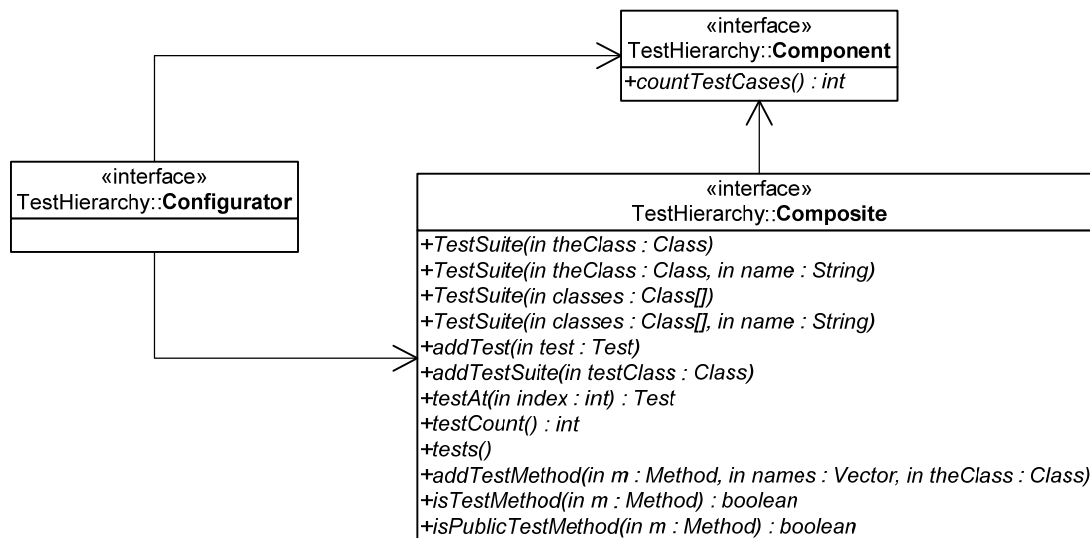 «interface»
TestHierarchy::Component
+countTestCases() : int
«interface»
TestHierarchy::Configurator
«interface»
TestHierarchy::Composite
+TestSuite(in theClass : Class)
+TestSuite(in theClass : Class, in name : String)
+TestSuite(in classes : Class[])
+TestSuite(in classes : Class[], in name : String)
+addTest(in test : Test)
+addTestSuite(in testClass : Class)
+testAt(in index : int) : Test
+testCount() : int
+tests()
+addTestMethod(in m : Method, in names : Vector, in theClass : Class)
+isTestMethod(in m : Method) : boolean
+isPublicTestMethod(in m : Method) : boolean